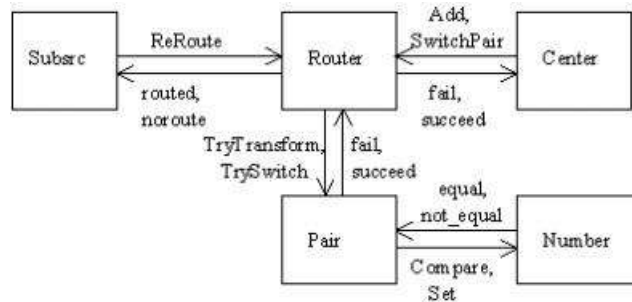 Add,
ReRoute
SwitchPair
Subsrc
Router
Center
routed,
noroute
fail,
succeed
TryTransform,
TrySwitch
fail,
succeed
equal,
not_equal
Pair
Number
Compare,
Set